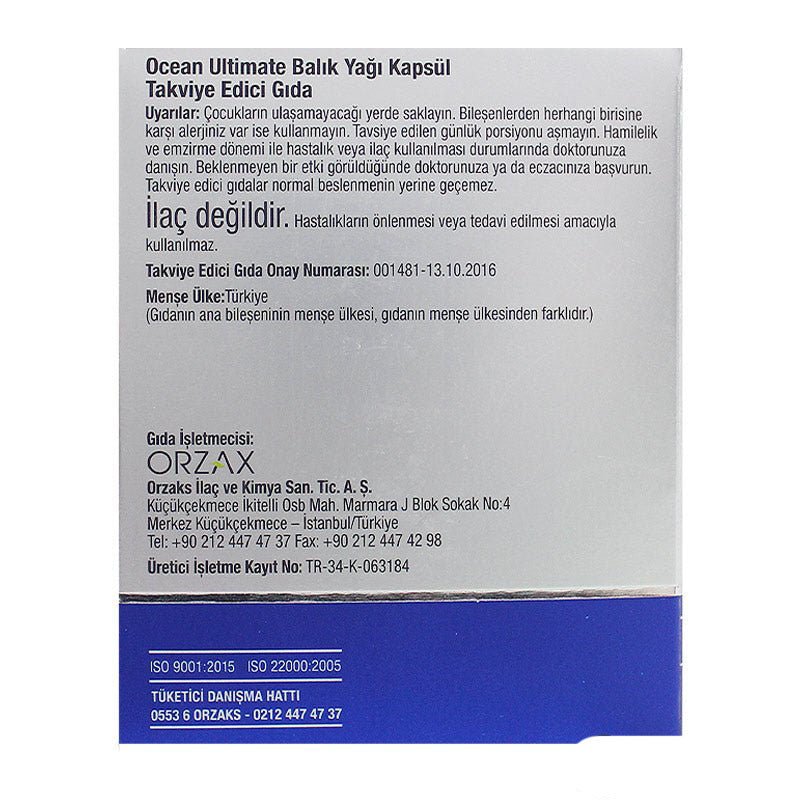 Ocean Ultimate Balık Yağı Kapsül
Takviye Edici Gıda
Uyarılar: Çocukların ulaşamayacağı yerde saklayın. Bileşenlerden herhangi birisine
karşı alerjiniz var ise kullanmayın. Tavsiye edilen günlük porsiyonu aşmayın. Hamilelik
ve emzirme dönemi ile hastalık veya ilaç kullanılması durumlarında doktorunuza
danışın. Beklenmeyen bir etki görüldüğünde doktorunuza ya da eczacınıza başvurun.
Takviye edici gıdalar normal beslenmenin yerine geçemez.
İlaç değildir. Hastalıkların önlenmesi veya tedavi edilmesi amacıyla
kullanılmaz.
Takviye Edici Gıda Onay Numarası: 001481-13.10.2016
Menşe Ülke:Türkiye
(Gıdanın ana bileşeninin menşe ülkesi, gıdanın menşe ülkesinden farklıdır.)
Gıda İşletmecisi:
ORZAX
Orzaks İlaç ve Kimya San. Tic. A. Ş.
Küçükçekmece İkitelli Osb Mah. Marmara J Blok Sokak No:4
Merkez Küçükçekmece – İstanbul/Türkiye
Tel: +90 212 447 47 37 Fax: +90 212 447 42 98
Üretici İşletme Kayıt No: TR-34-K-063184
ISO 9001:2015 ISO 22000:2005
TÜKETİCİ DANIŞMA HATTI
0553 6 ORZAKS - 0212 447 47 37